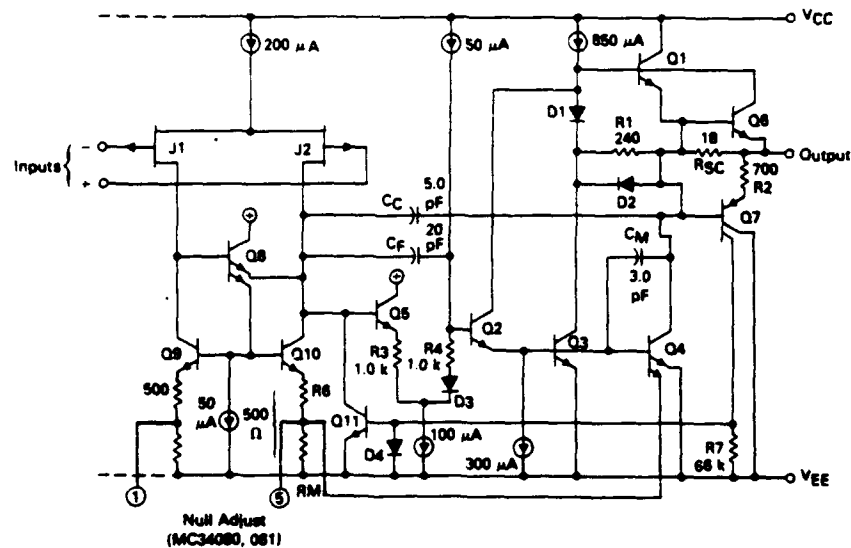 VCC
200 μA
50 μA
850 μA
Q1
D1
Q6
R1
240
18
RSC
Output
J1
J2
Inputs
-
+
5.0
pF
CC
D2
700
R2
Q7
20
pF
CF
CM
3.0
pF
Q8
Q5
Q2
Q3
Q4
R3
1.0 k
R4
1.0 k
D3
Q9
Q10
500
R6
50
μA
500
Ω
Q11
D4
100 μA
300 μA
R7
66 k
VEE
1
5
RM
Null Adjust
(MC34080, 081)